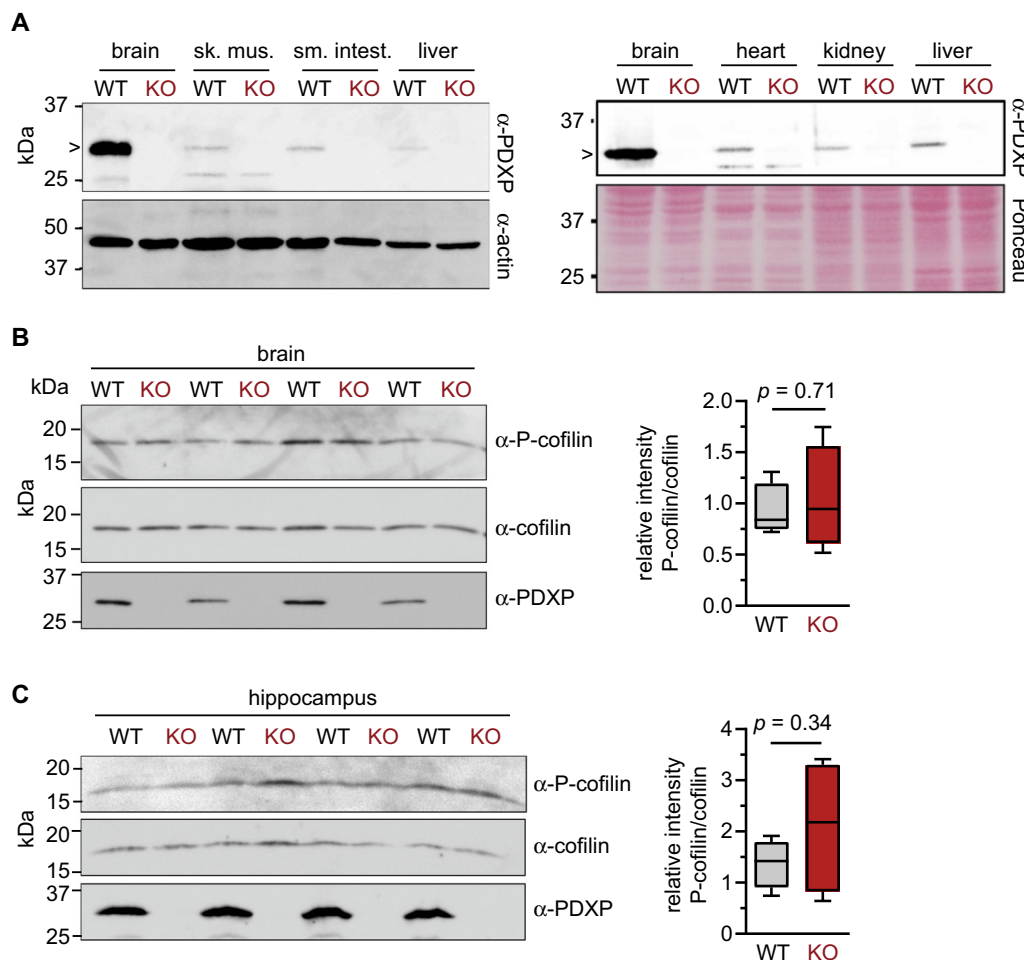 A
brain sk. mus. sm. intest. liver
WT KO WT KO WT KO WT KO
37
kDa
>
25
α-PDXP
50
37
α-actin
brain heart kidney liver
WT KO WT KO WT KO WT KO
37
>
α-PDXP
37
25
Ponceau
B
brain
kDa WT KO WT KO WT KO WT KO
20
15
α-P-cofilin
kDa
20
15
α-cofilin
37
25
α-PDXP
p = 0.71
relative intensity
P-cofilin/cofilin
2.0
1.5
1.0
0.5
0.0
WT KO
C
hippocampus
WT KO WT KO WT KO WT KO
20
15
α-P-cofilin
kDa
20
15
α-cofilin
37
25
α-PDXP
p = 0.34
relative intensity
P-cofilin/cofilin
4
3
2
1
0
WT KO